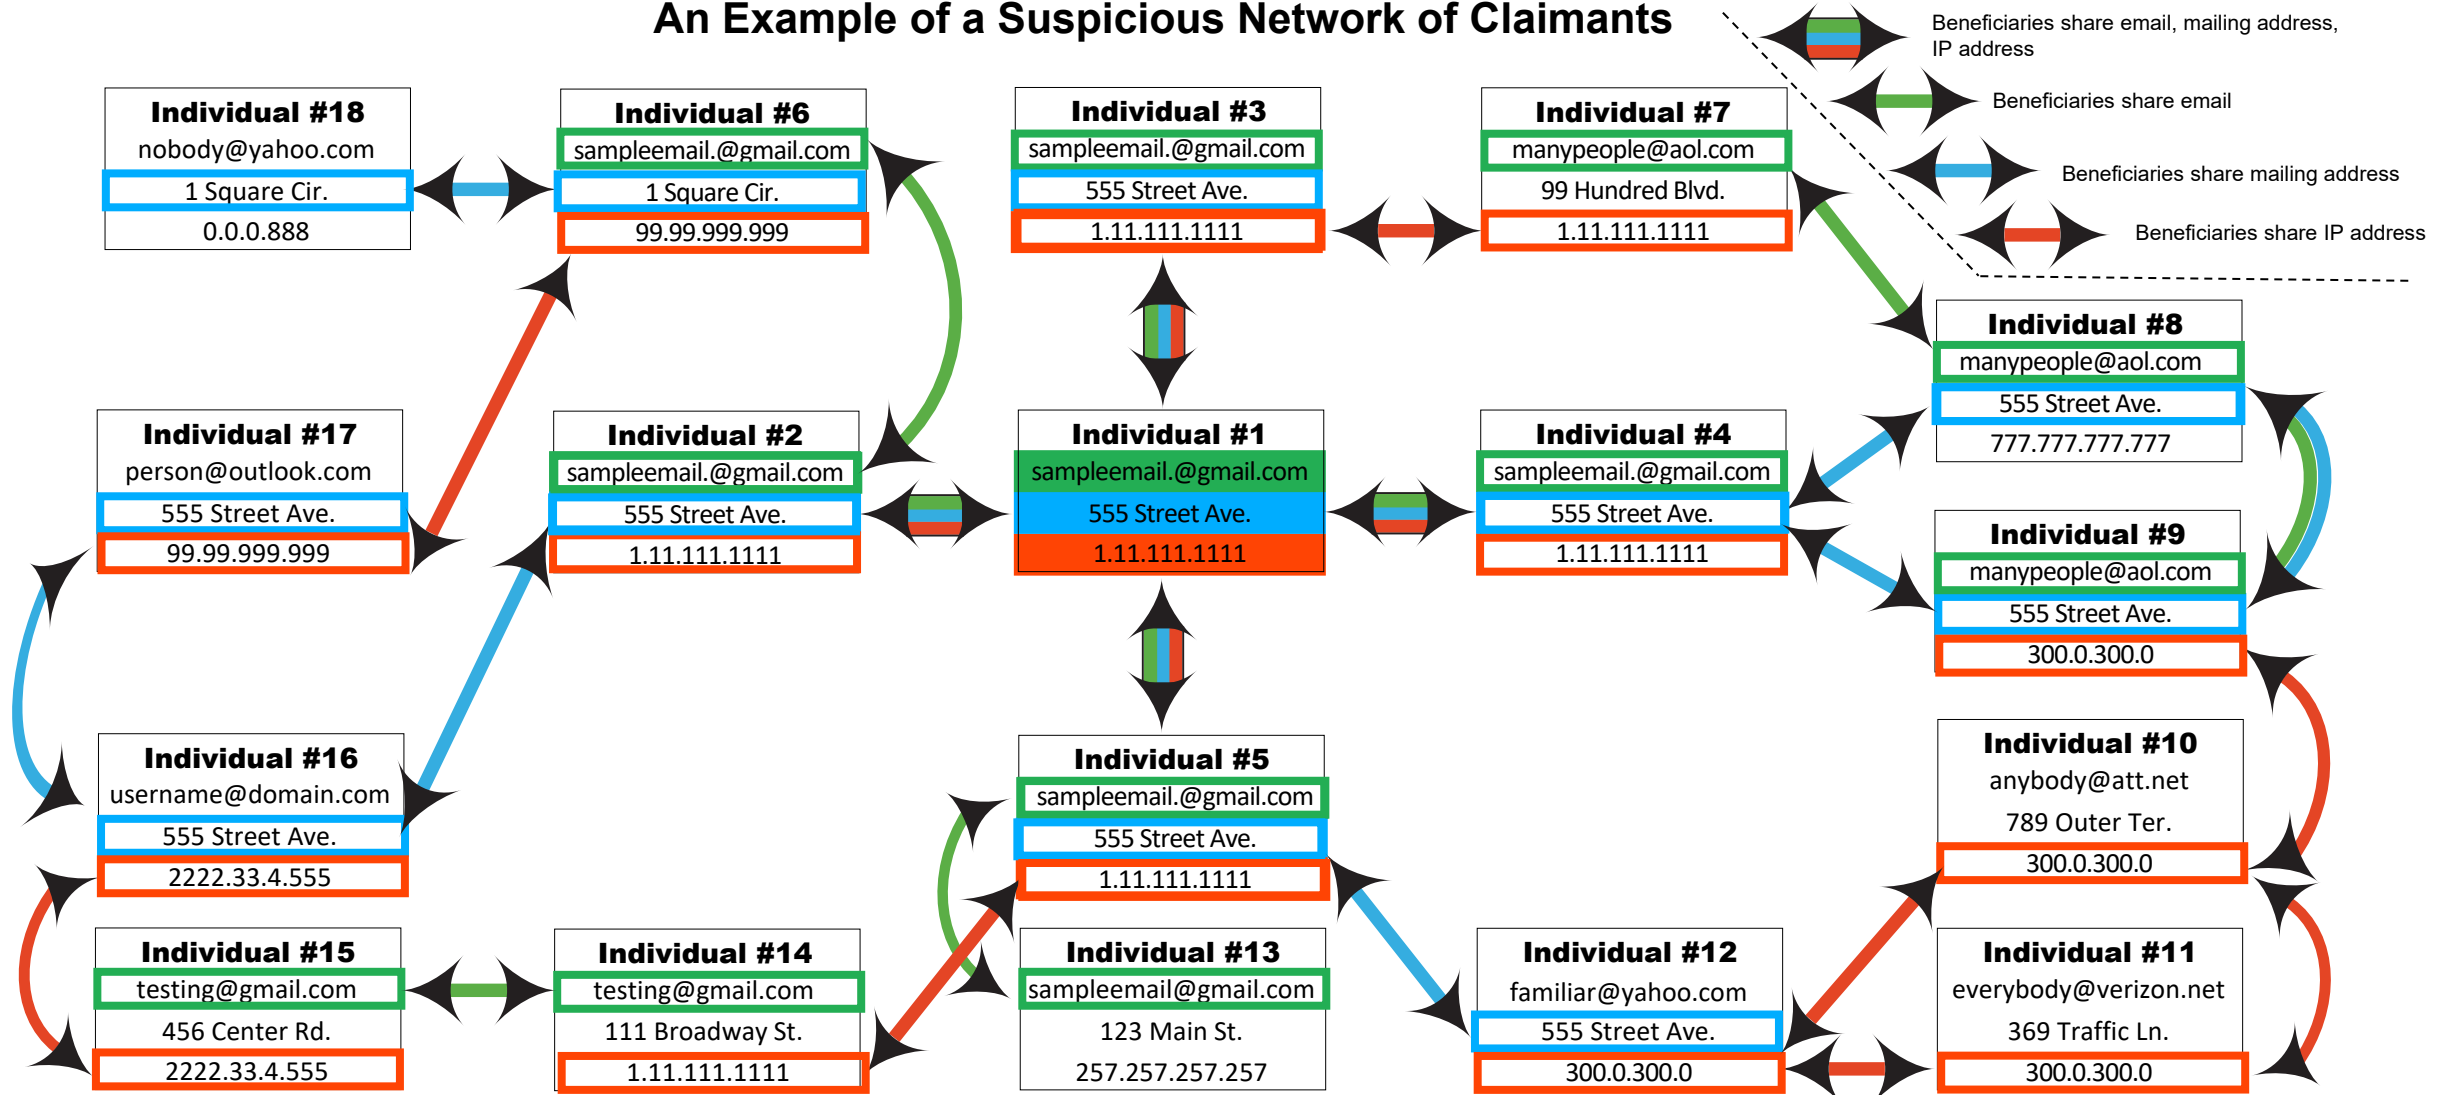 An Example of a Suspicious Network of Claimants
Beneficiaries share email, mailing address,
IP address
Beneficiaries share email
Beneficiaries share mailing address
Beneficiaries share IP address
Individual #18
nobody@yahoo.com
1 Square Cir.
0.0.0.888
Individual #6
sampleemail.@gmail.com
1 Square Cir.
99.99.999.999
Individual #3
sampleemail.@gmail.com
555 Street Ave.
1.11.111.1111
Individual #7
manypeople@aol.com
99 Hundred Blvd.
1.11.111.1111
Individual #8
manypeople@aol.com
555 Street Ave.
777.777.777.777
Individual #17
person@outlook.com
555 Street Ave.
99.99.999.999
Individual #2
sampleemail.@gmail.com
555 Street Ave.
1.11.111.1111
Individual #1
sampleemail.@gmail.com
555 Street Ave.
1.11.111.1111
Individual #4
sampleemail.@gmail.com
555 Street Ave.
1.11.111.1111
Individual #9
manypeople@aol.com
555 Street Ave.
300.0.300.0
Individual #16
username@domain.com
555 Street Ave.
2222.33.4.555
Individual #5
sampleemail.@gmail.com
555 Street Ave.
1.11.111.1111
Individual #10
anybody@att.net
789 Outer Ter.
300.0.300.0
Individual #15
testing@gmail.com
456 Center Rd.
2222.33.4.555
Individual #14
testing@gmail.com
111 Broadway St.
1.11.111.1111
Individual #13
sampleemail@gmail.com
123 Main St.
257.257.257.257
Individual #12
familiar@yahoo.com
555 Street Ave.
300.0.300.0
Individual #11
everybody@verizon.net
369 Traffic Ln.
300.0.300.0